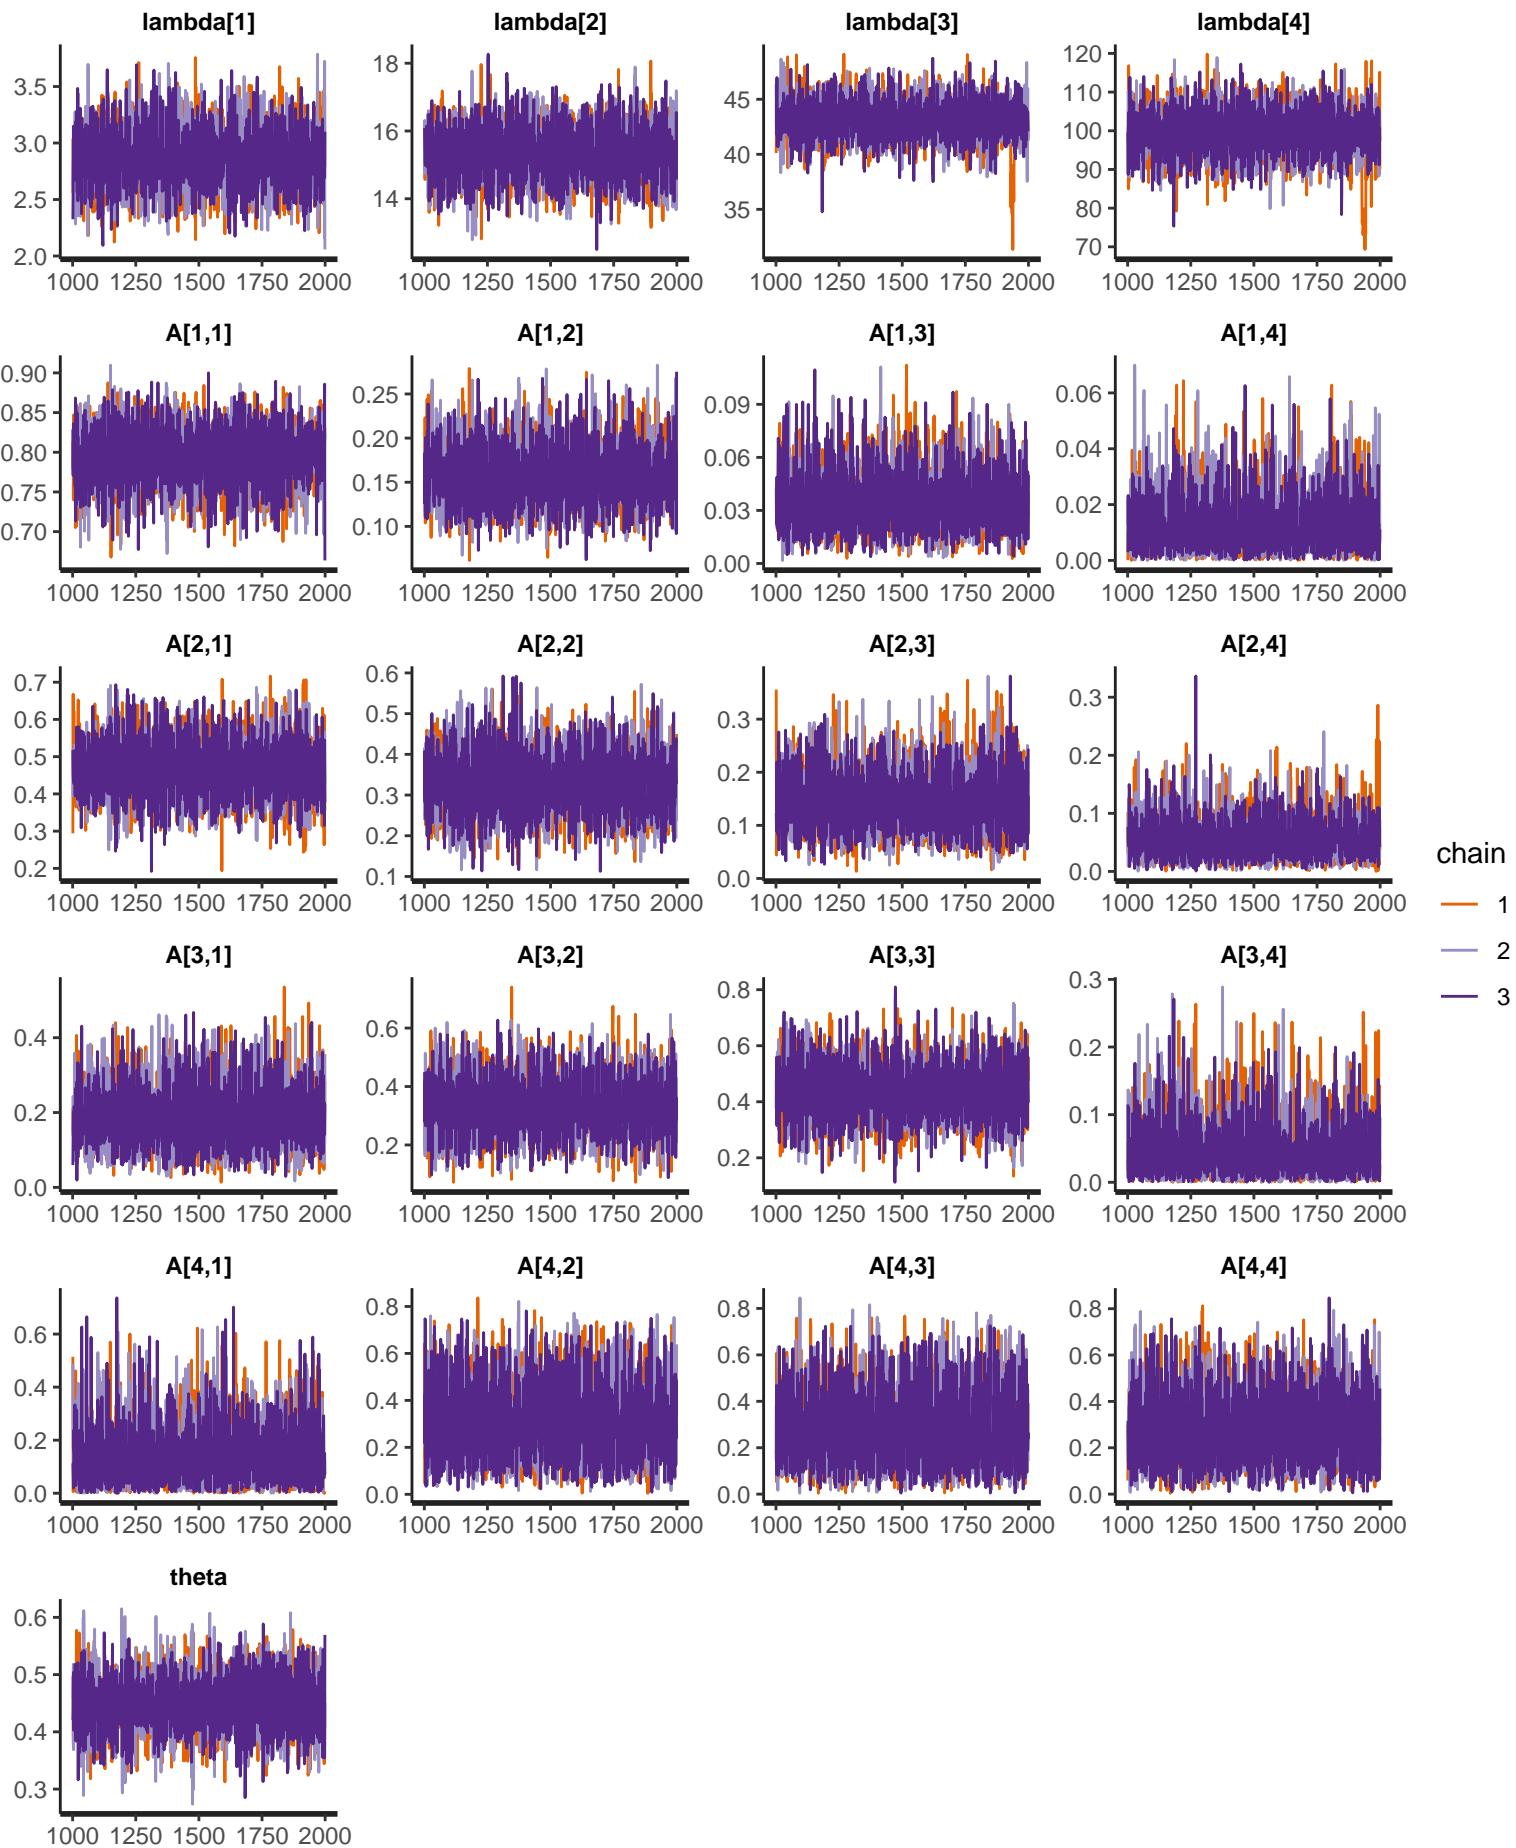 lambda[1] lambda[2] lambda[3] lambda[4]
3.5 3.0 2.5 2.0
18 16 14
45 40 35
120 110 100 90 80 70
1000 1250 1500 1750 2000 1000 1250 1500 1750 2000 1000 1250 1500 1750 2000 1000 1250 1500 1750 2000
A[1,1] A[1,2] A[1,3] A[1,4]
0.90 0.85 0.80 0.75 0.70
0.25 0.20 0.15 0.10
0.09 0.06 0.03 0.00
0.06 0.04 0.02 0.00
1000 1250 1500 1750 2000 1000 1250 1500 1750 2000 1000 1250 1500 1750 2000 1000 1250 1500 1750 2000
A[2,1] A[2,2] A[2,3] A[2,4]
0.7 0.6 0.5 0.4 0.3 0.2
0.6 0.5 0.4 0.3 0.2 0.1
0.3 0.2 0.1 0.0
0.3 0.2 0.1 0.0
1000 1250 1500 1750 2000 1000 1250 1500 1750 2000 1000 1250 1500 1750 2000 1000 1250 1500 1750 2000
A[3,1] A[3,2] A[3,3] A[3,4]
0.4 0.2 0.0
0.6 0.4 0.2
0.8 0.6 0.4 0.2
0.3 0.2 0.1 0.0
1000 1250 1500 1750 2000 1000 1250 1500 1750 2000 1000 1250 1500 1750 2000 1000 1250 1500 1750 2000
A[4,1] A[4,2] A[4,3] A[4,4]
0.6 0.4 0.2 0.0
0.8 0.6 0.4 0.2 0.0
0.8 0.6 0.4 0.2 0.0
0.8 0.6 0.4 0.2 0.0
1000 1250 1500 1750 2000 1000 1250 1500 1750 2000 1000 1250 1500 1750 2000 1000 1250 1500 1750 2000
theta
0.6 0.5 0.4 0.3
1000 1250 1500 1750 2000
chain
1
2
3